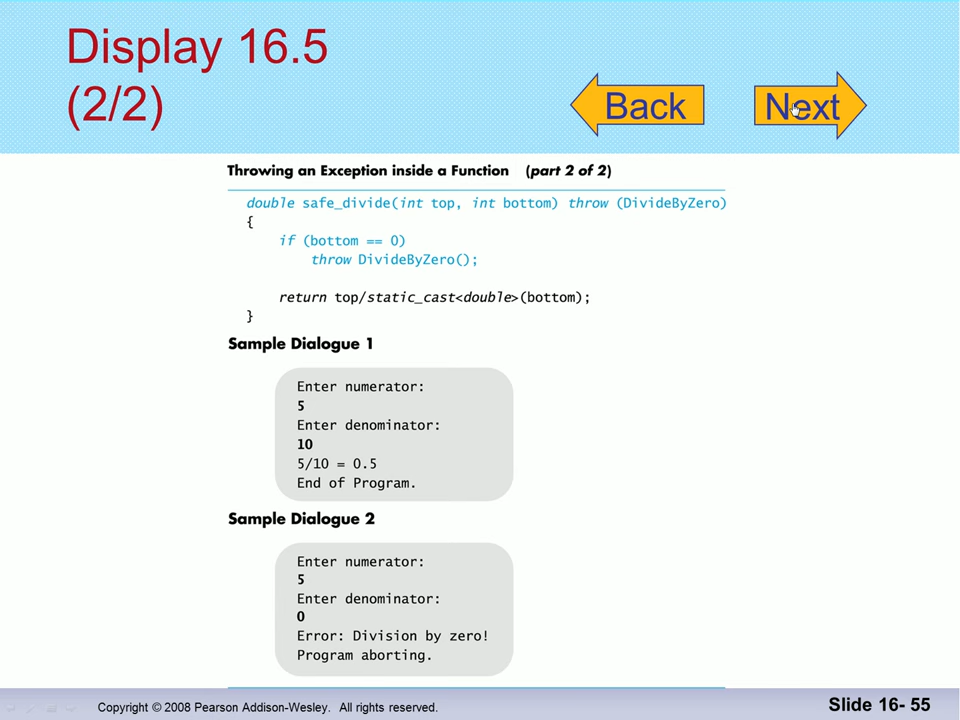 Display 16.5
(2/2)
Back
Next
Throwing an Exception inside a Function (part 2 of 2)
double safe_divide(int top, int bottom) throw (DivideByZero)
{
if (bottom == 0)
throw DivideByZero();
return top/static_cast<double>(bottom);
}
Sample Dialogue 1
Enter numerator:
5
Enter denominator:
10
5/10 = 0.5
End of Program.
Sample Dialogue 2
Enter numerator:
5
Enter denominator:
0
Error: Division by zero!
Program aborting.
Copyright © 2008 Pearson Addison-Wesley. All rights reserved.
Slide 16- 55